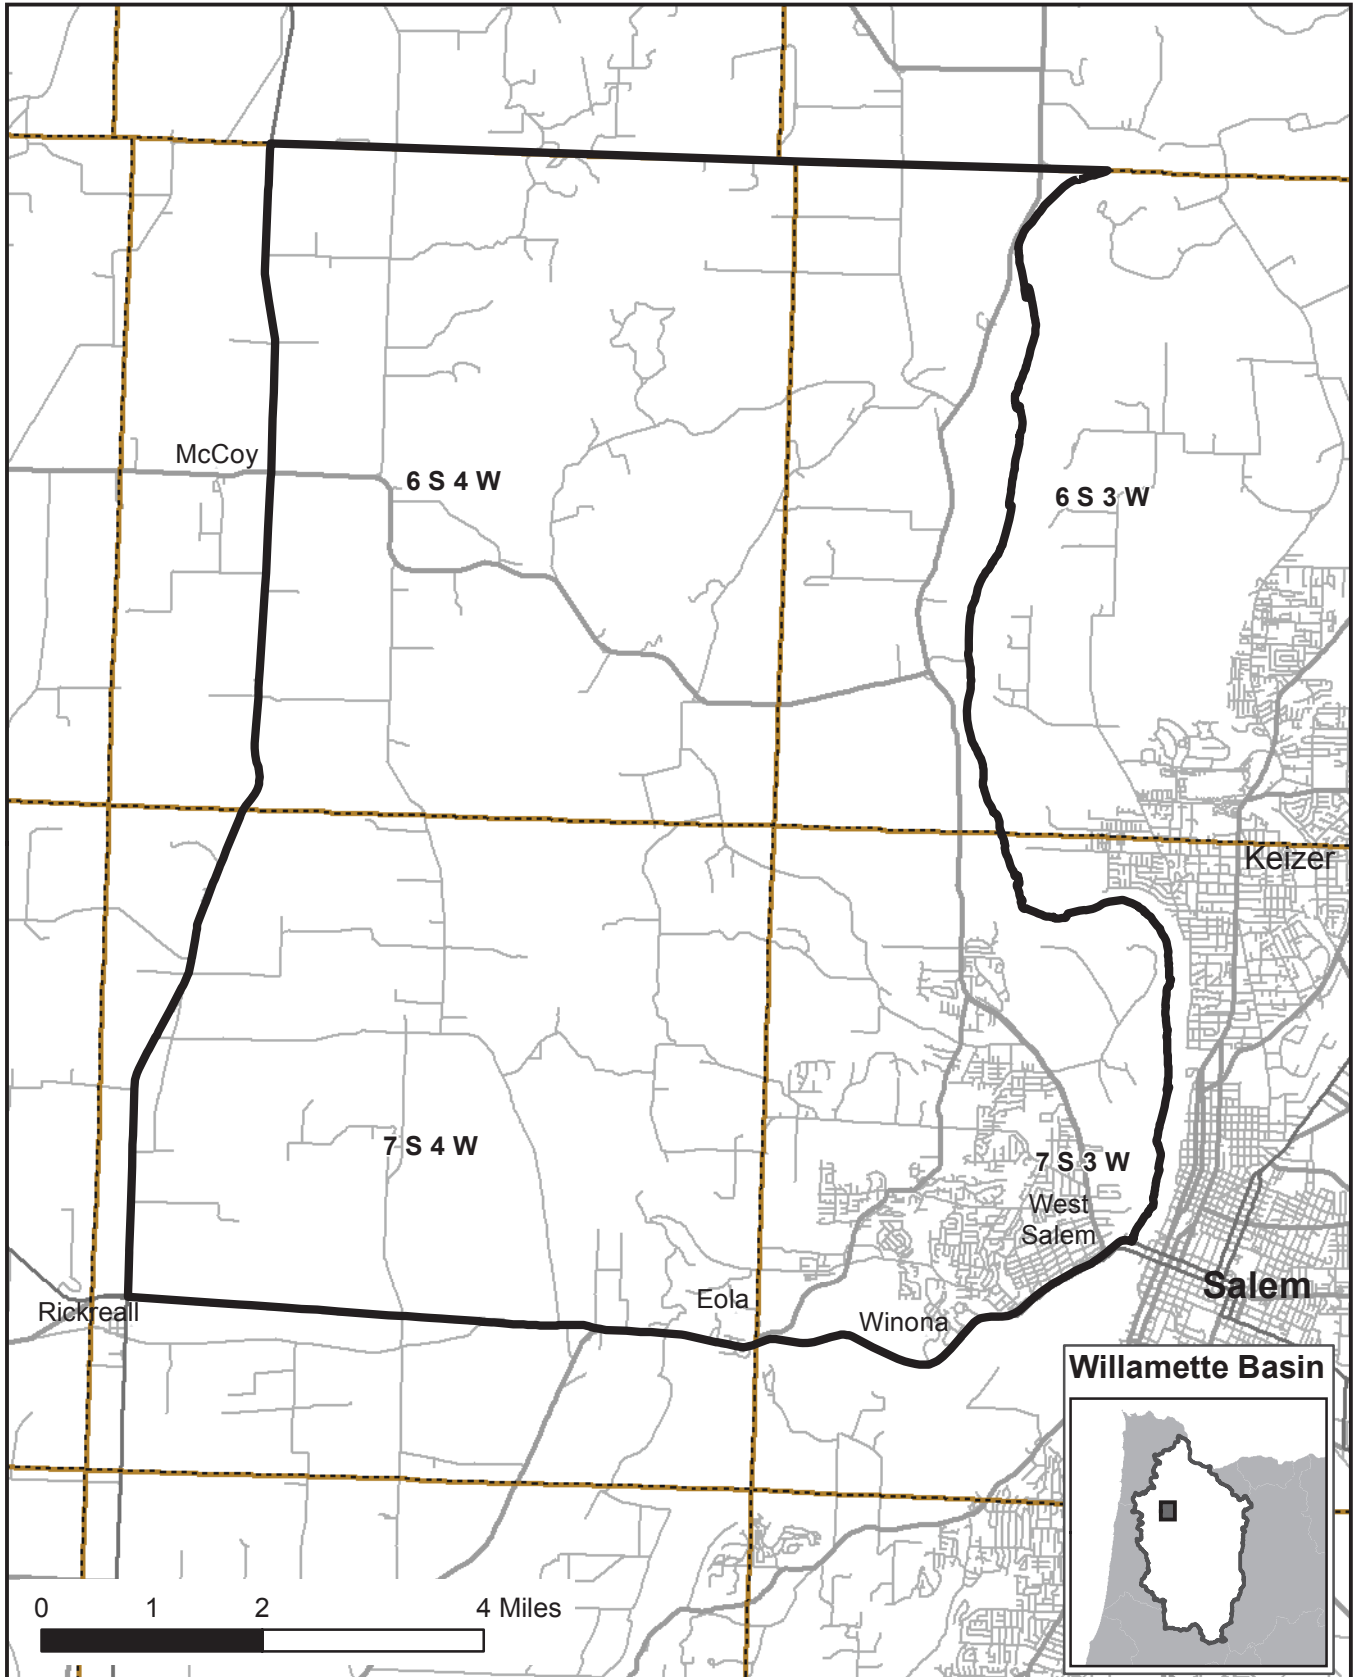 McCoy
6 S 4 W
6 S 3 W
Keizer
7 S 4 W
7 S 3 W
West
Salem
Salem
Eola
Rickreall
Winona
Willamette Basin
0 1 2 4 Miles